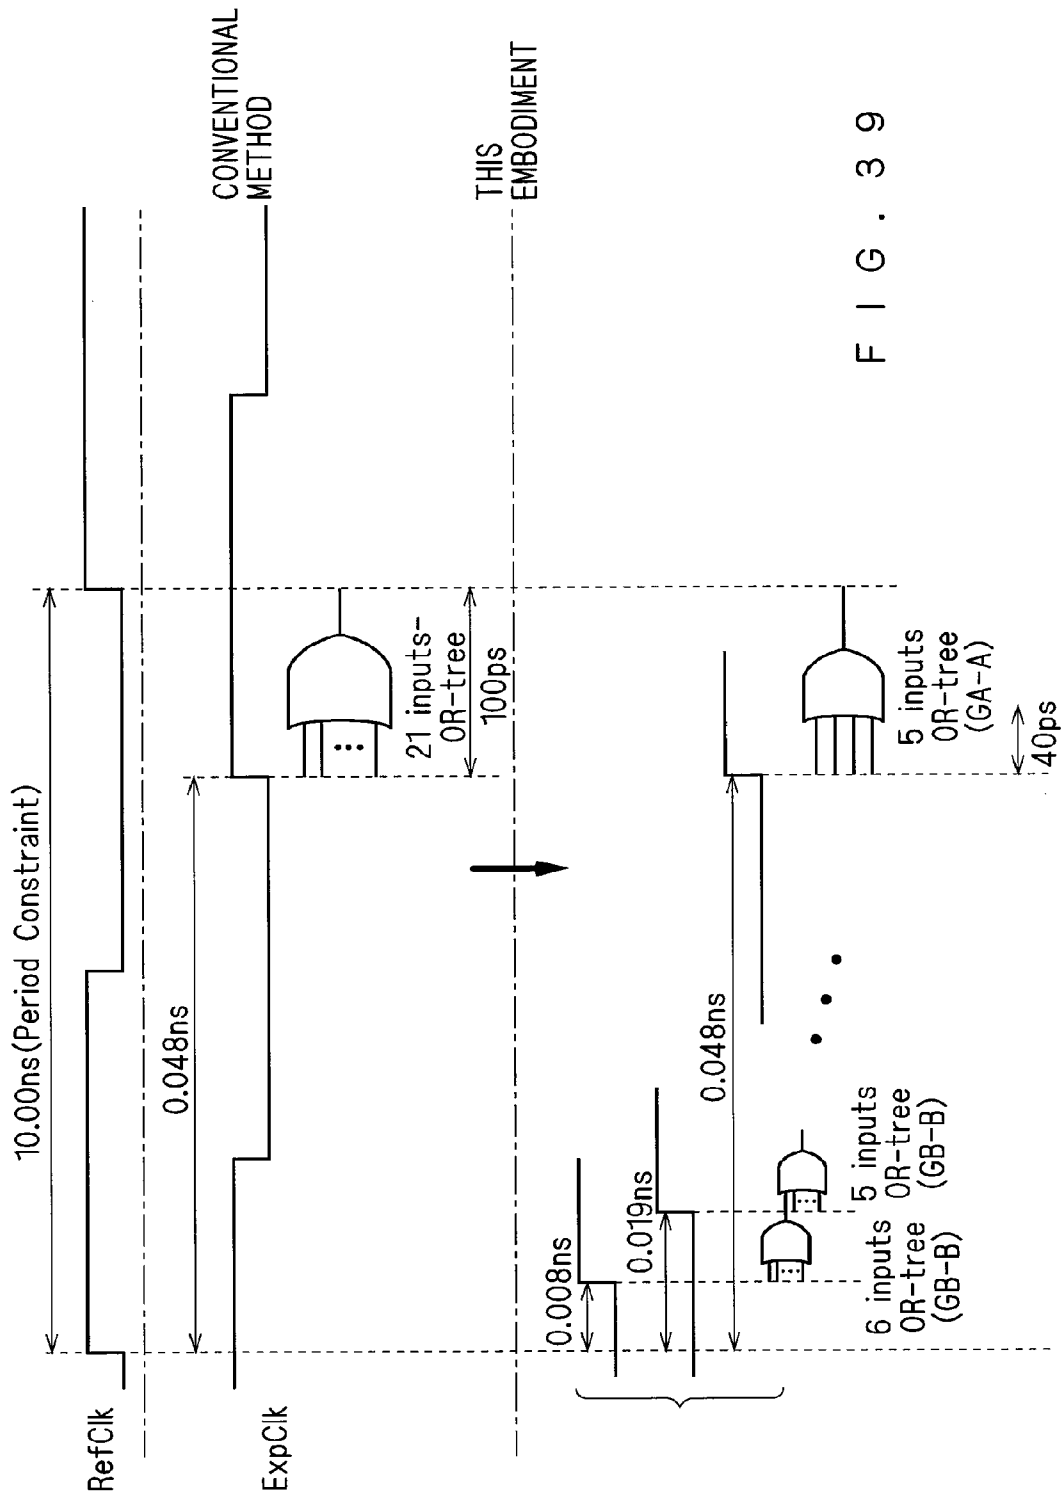 10.00ns(Period Constraint)
RefClk
CONVENTIONAL
METHOD
0.048ns
ExpClk
21 inputs-
OR-tree
100ps
THIS
EMBODIMENT
0.008ns
0.019ns
0.048ns
6 inputs
OR-tree
(GB-B)
5 inputs
OR-tree
(GB-B)
5 inputs
OR-tree
(GA-A)
40ps
FIG.39